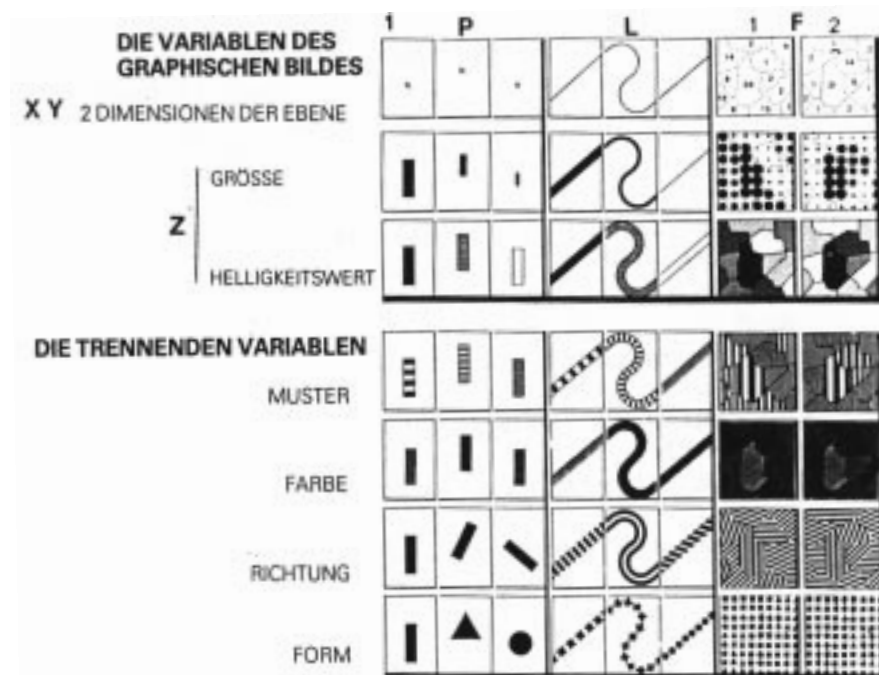 1 P L 1 F 2
DIE VARIABLEN DES
GRAPHISCHEN BILDES
X Y 2 DIMENSIONEN DER EBENE
GRÖSSE
Z
HELLIGKEITSWERT
DIE TRENNENDEN VARIABLEN
MUSTER
FARBE
RICHTUNG
FORM